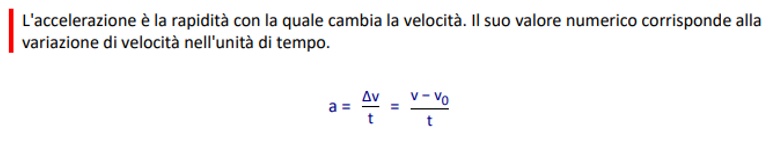 L'accelerazione è la rapidità con la quale cambia la velocità. Il suo valore numerico corrisponde alla
variazione di velocità nell'unità di tempo.
a = Δv/t = (v – v₀)/t